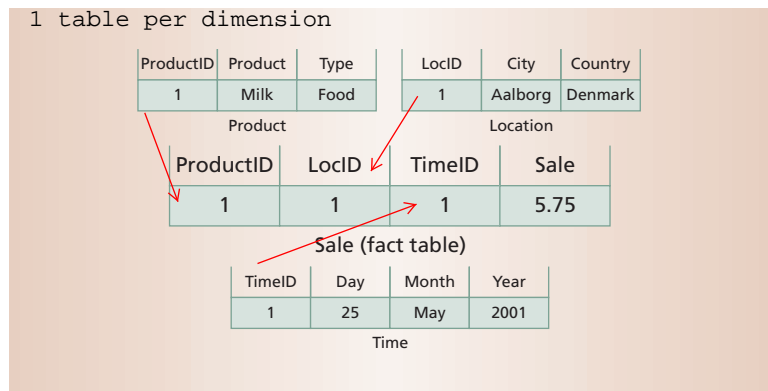 1 table per dimension
ProductID Product Type LocID City Country
1 Milk Food 1 Aalborg Denmark
Product Location
ProductID LocID TimeID Sale
1 1 1 5.75
Sale (fact table)
TimeID Day Month Year
1 25 May 2001
Time